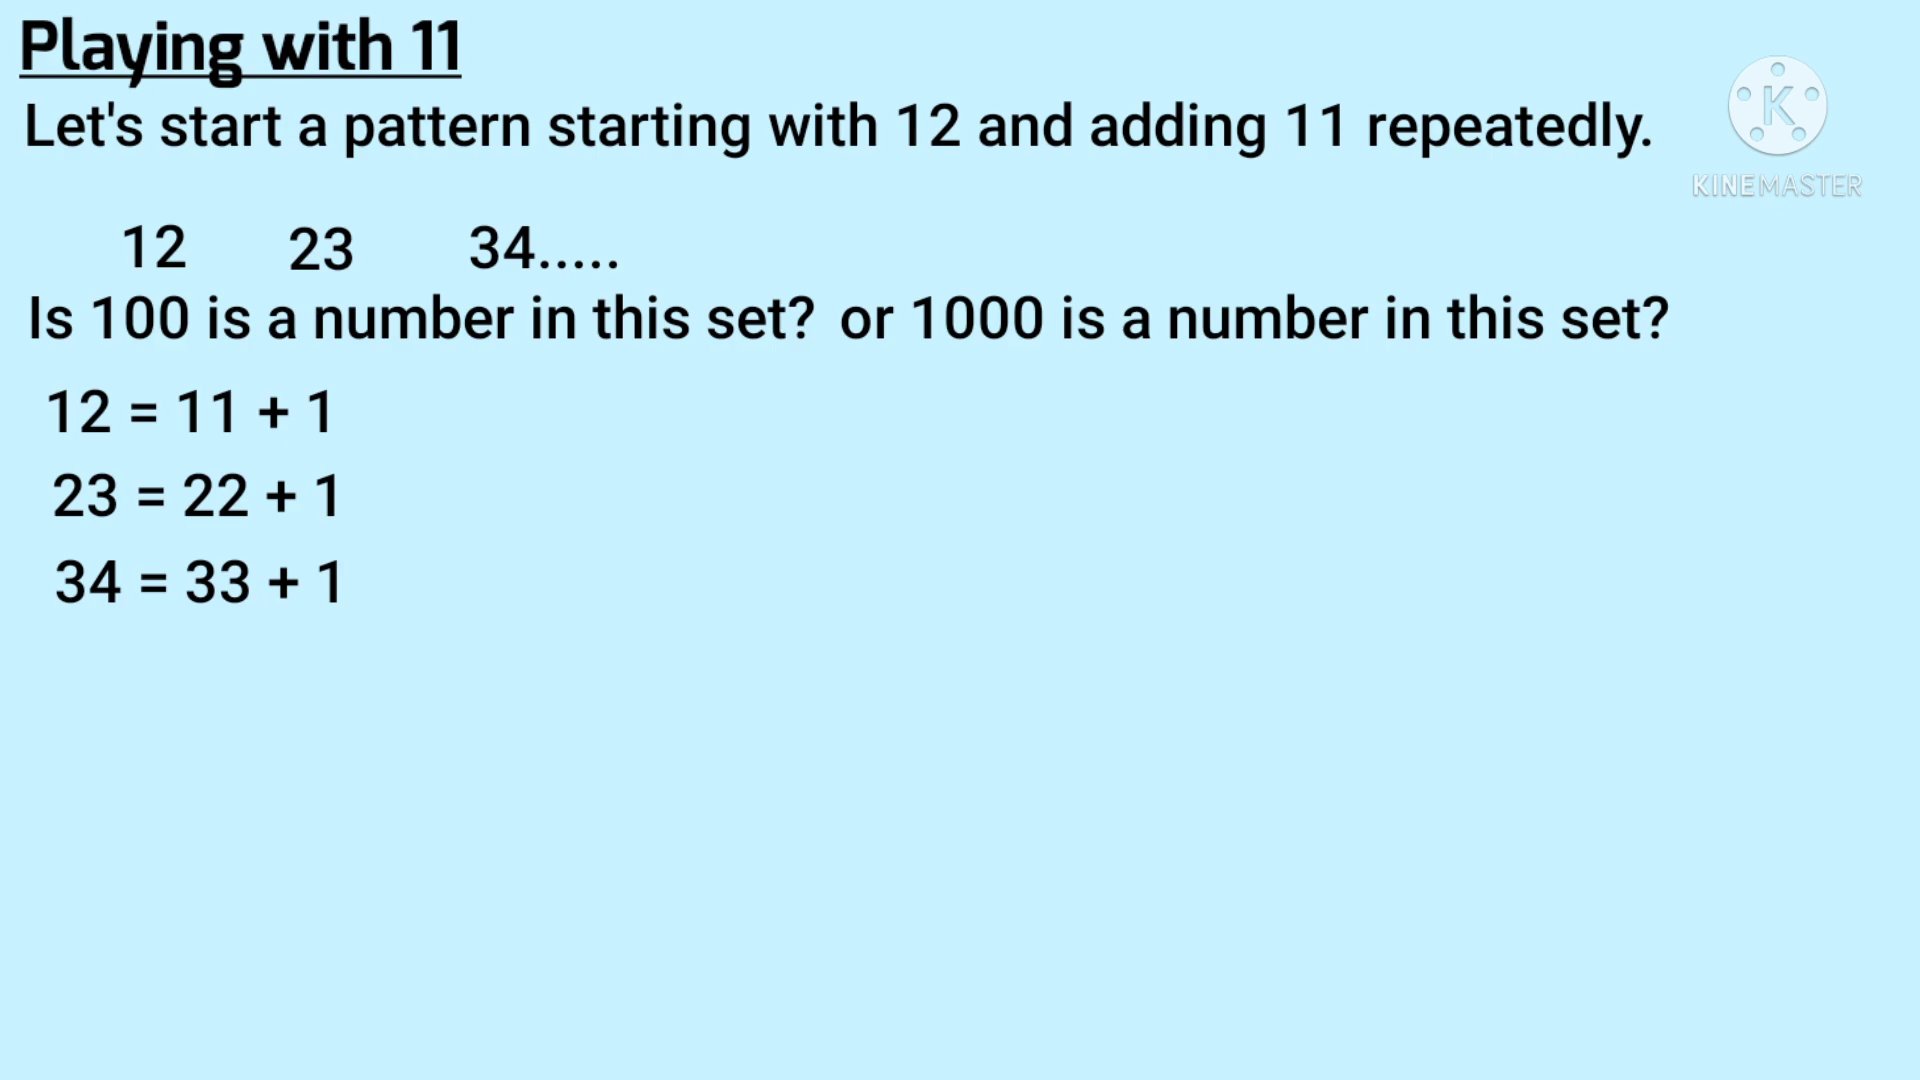 Playing with 11
Let's start a pattern starting with 12 and adding 11 repeatedly.
K
KINEMASTER
12 23 34.....
Is 100 is a number in this set? or 1000 is a number in this set?
12 = 11 + 1
23 = 22 + 1
34 = 33 + 1